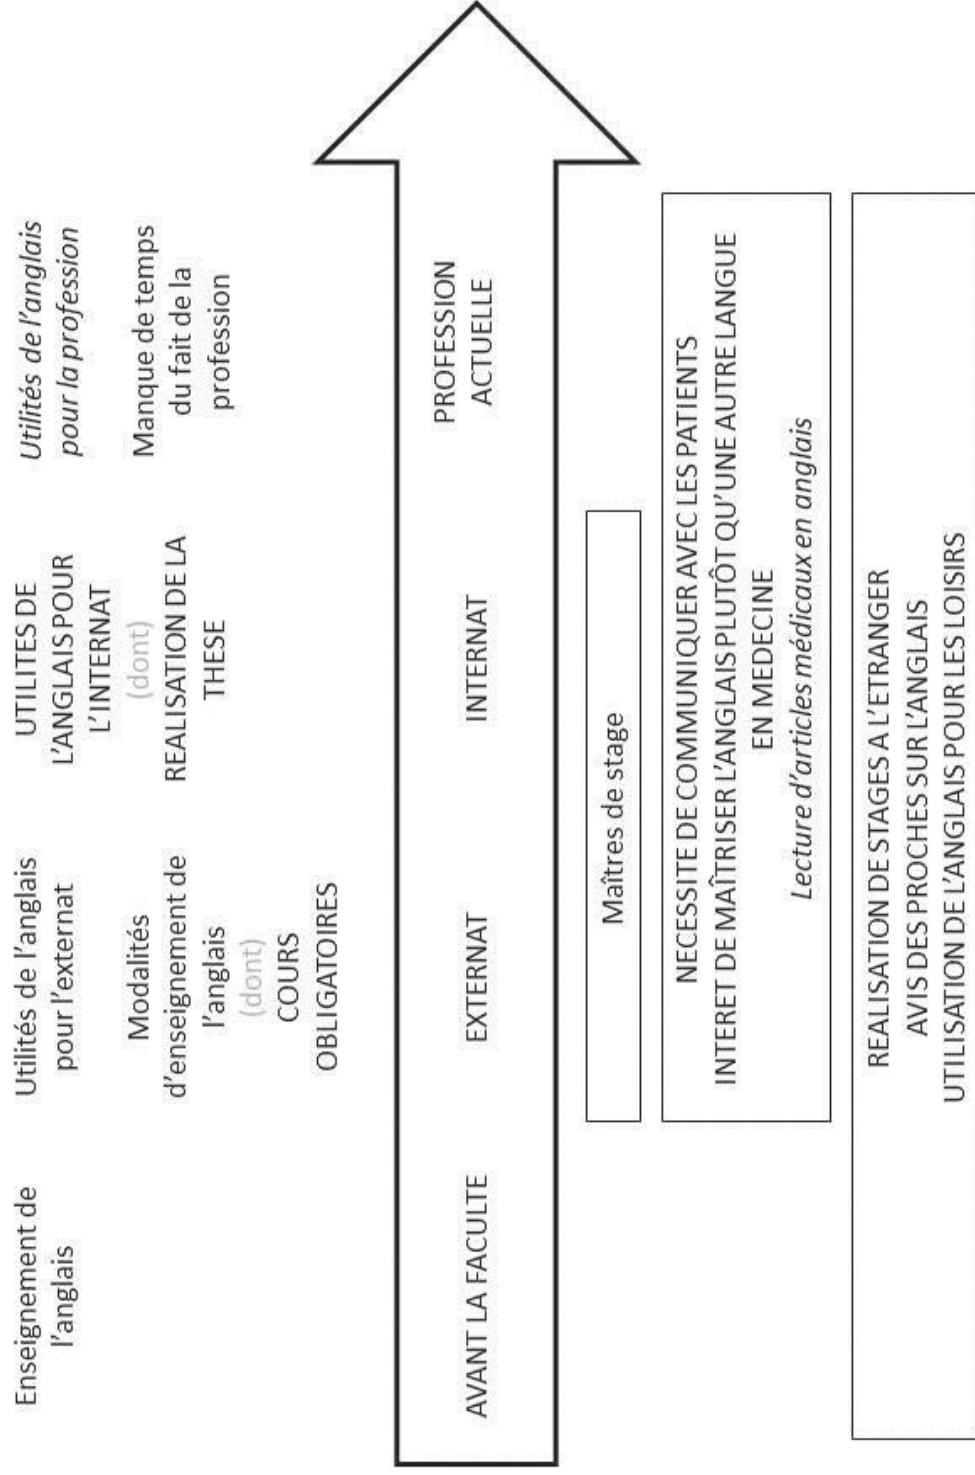 Enseignement de
l'anglais
Utilités de l'anglais
pour l'externat
Modalités
d'enseignement de
l'anglais
(dont)
COURS
OBLIGATOIRES
UTILITES DE
L'ANGLAIS POUR
L'INTERNAT
(dont)
REALISATION DE LA
THESE
Utilités de l'anglais
pour la profession
Manque de temps
du fait de la
profession
AVANT LA FACULTE
EXTERNAT
INTERNAT
PROFESSION
ACTUELLE
Maîtres de stage
NECESSITE DE COMMUNIQUER AVEC LES PATIENTS
INTERET DE MAÎTRISER L'ANGLAIS PLUTÔT QU'UNE AUTRE LANGUE
EN MEDECINE
Lecture d'articles médicaux en anglais
REALISATION DE STAGES A L'ETRANGER
AVIS DES PROCHES SUR L'ANGLAIS
UTILISATION DE L'ANGLAIS POUR LES LOISIRS